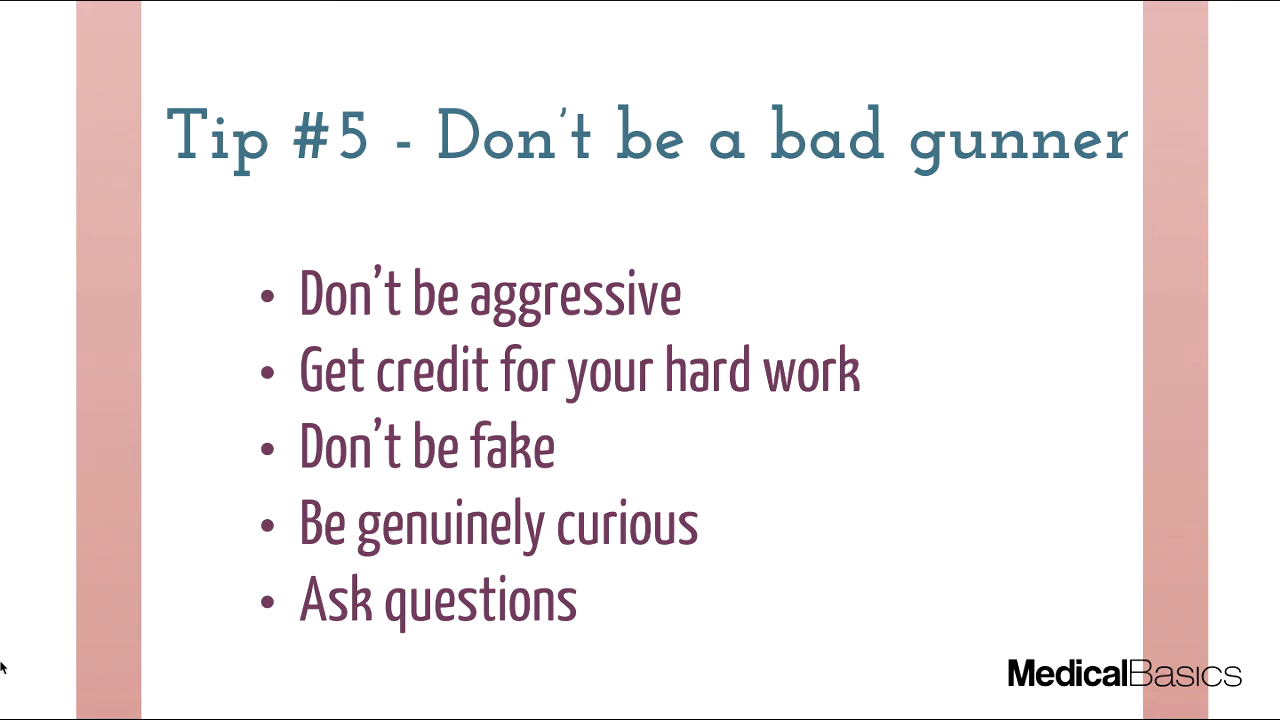 Tip #5 - Don't be a bad gunner
• Don't be aggressive
• Get credit for your hard work
• Don't be fake
• Be genuinely curious
• Ask questions
MedicalBasics